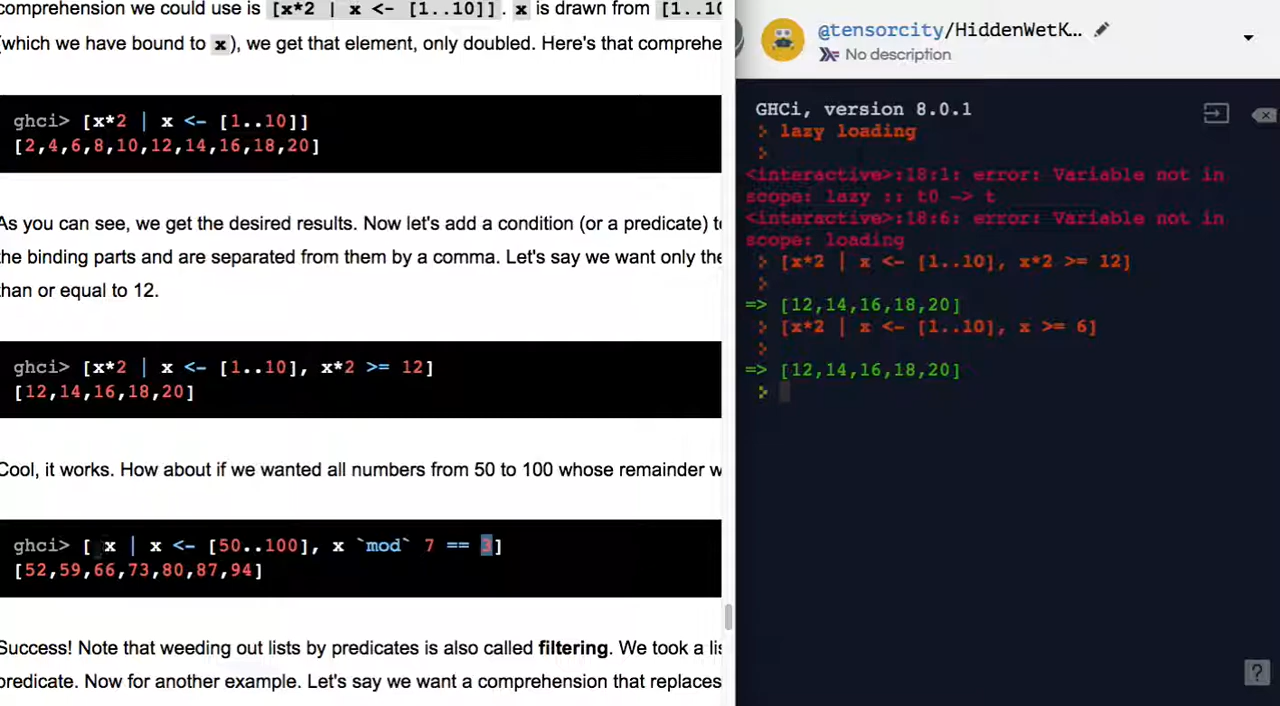 comprehension we could use is [x*2 | x <- [1..10]]. x is drawn from [1..10
(which we have bound to x), we get that element, only doubled. Here's that comprehe
ghci> [x*2 | x <- [1..10]]
[2,4,6,8,10,12,14,16,18,20]
As you can see, we get the desired results. Now let's add a condition (or a predicate) t
the binding parts and are separated from them by a comma. Let's say we want only the
than or equal to 12.
ghci> [x*2 | x <- [1..10], x*2 >= 12]
[12,14,16,18,20]
Cool, it works. How about if we wanted all numbers from 50 to 100 whose remainder w
ghci> [ x | x <- [50..100], x `mod` 7 == 3]
[52,59,66,73,80,87,94]
Success! Note that weeding out lists by predicates is also called filtering. We took a li
predicate. Now for another example. Let's say we want a comprehension that replaces
@tensorcity/HiddenWetK...
No description
GHCi, version 8.0.1
> lazy loading
>
<interactive>:18:1: error: Variable not in
scope: lazy :: t0 -> t
<interactive>:18:6: error: Variable not in
scope: loading
> [x*2 | x <- [1..10], x*2 >= 12]
>
=> [12,14,16,18,20]
> [x*2 | x <- [1..10], x >= 6]
>
=> [12,14,16,18,20]
>
?